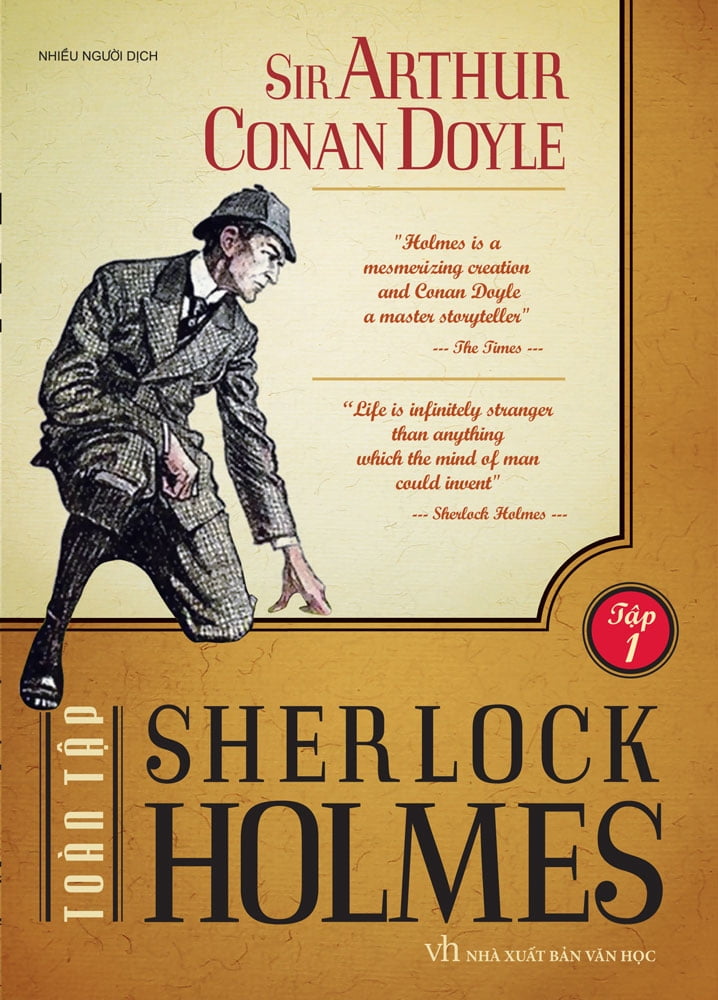 NHIỀU NGƯỜI DỊCH
SIR ARTHUR
CONAN DOYLE
"Holmes is a
mesmerizing creation
and Conan Doyle
a master storyteller"
--- The Times ---
“Life is infinitely stranger
than anything
which the mind of man
could invent"
--- Sherlock Holmes ---
Tập
1
TOÀN TẬP
SHERLOCK
HOLMES
vh NHÀ XUẤT BẢN VĂN HỌC